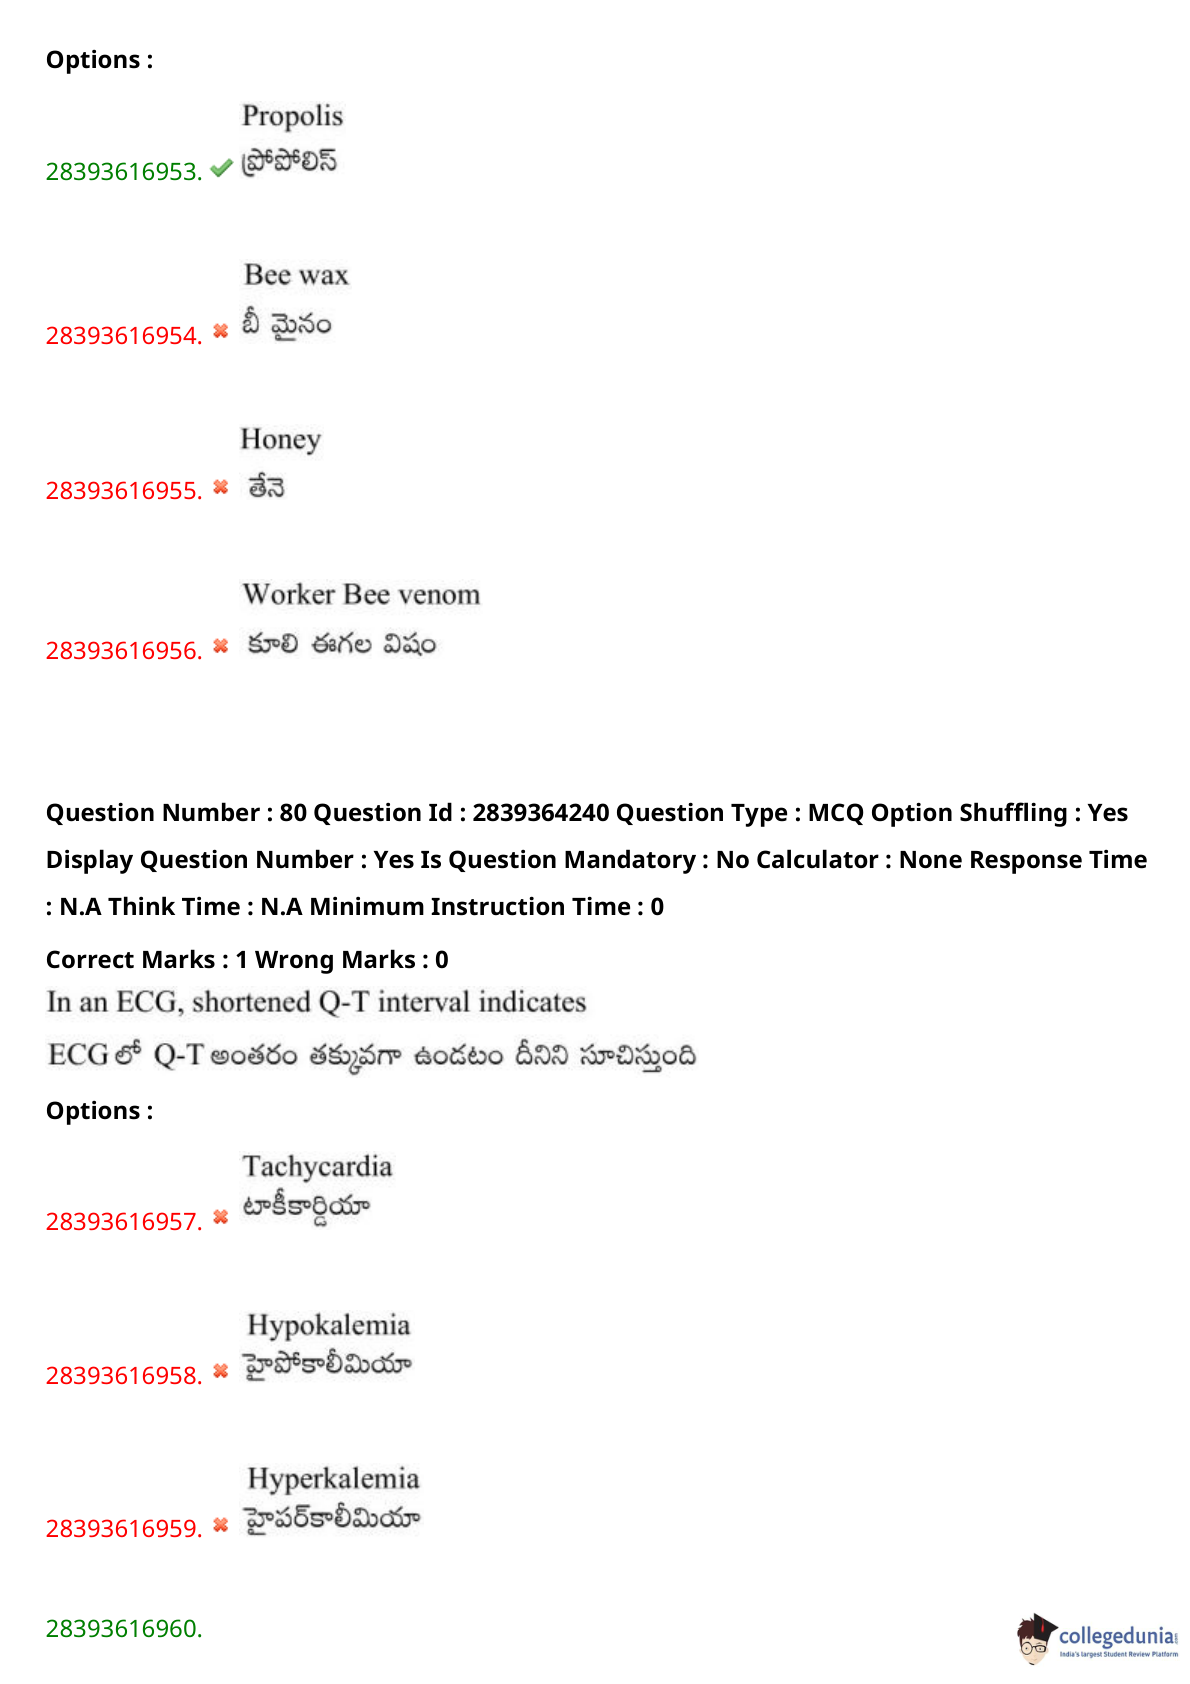 Options :
Propolis
28393616953. ప్రోపోలిస్
Bee wax
28393616954. బీ మైనం
Honey
28393616955. తేనె
Worker Bee venom
28393616956. కూలి ఈగల విషం
Question Number : 80 Question Id : 2839364240 Question Type : MCQ Option Shuffling : Yes
Display Question Number : Yes Is Question Mandatory : No Calculator : None Response Time
: N.A Think Time : N.A Minimum Instruction Time : 0
Correct Marks : 1 Wrong Marks : 0
In an ECG, shortened Q-T interval indicates
ECG లో Q-T అంతరం తక్కువగా ఉండటం దీనిని సూచిస్తుంది
Options :
Tachycardia
28393616957. టాకీకార్డియా
Hypokalemia
28393616958. హైపోకాలీమియా
Hyperkalemia
28393616959. హైపర్‌కాలీమియా
28393616960.
collegedunia
India's largest Student Review Platform